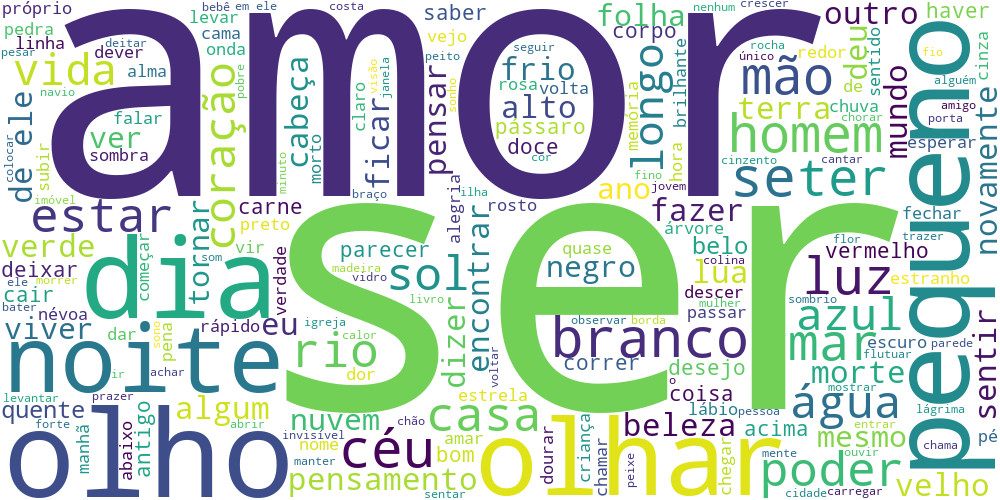 amor
ser
olho
olhar
pequeno
noite
dia
branco
homem
se
ter
luz
mar
azul
mão
rio
sol
céu
casa
poder
água
vida
coração
estar
longo
folha
outro
corpo
saber
haver
cinza
próprio
bebê
em ele
costa
nenhum
crescer
pedra
levar
cama
linha
dever
onda
vejo
deitar
pesar
navio
alma
falar
ver
sombra
subir
de ele
colocar
imóvel
pobre
cabeça
morto
minuto
claro
visão
janela
sonho
ficar
braço
peito
pensar
seguir
frio
rosa
volta
alto
pássaro
doce
cor
memória
hora
brilhante
rocha
único
redor
terra
de
deu
sentido
chuva
chorar
cinzento
cantar
fino
jovem
ano
mundo
fio
alguém
amigo
porta
esperar
novamente
verde
deixar
cair
ele
morrer
bater
névoa
viver
começar
tornar
som
vir
dar
ir
sono
pena
achar
rápido
eu
carne
preto
verdade
igreja
parecer
madeira
vidro
livro
calor
dor
alegria
ilha
rosto
encontrar
dizer
voltar
quase
negro
observar
borda
correr
fazer
árvore
belo
colina
lua
descer
mulher
passar
desejo
coisa
o
lábio
pessoa
flor
fechar
trazer
vermelho
estranho
sombrio
escuro
flutuar
parede
morte
mostrar
lágrima
sentir
pé
levantar
prazer
quente
forte
manhã
abaixo
antigo
algum
abrir
nuvem
invisível
chão
nome
manter
amar
bom
pensamento
sentar
estrela
dourar
peixe
criança
chamar
beleza
acima
chegar
mente
cidade
carregar
mesmo
entrar
ouvir
velho
chama